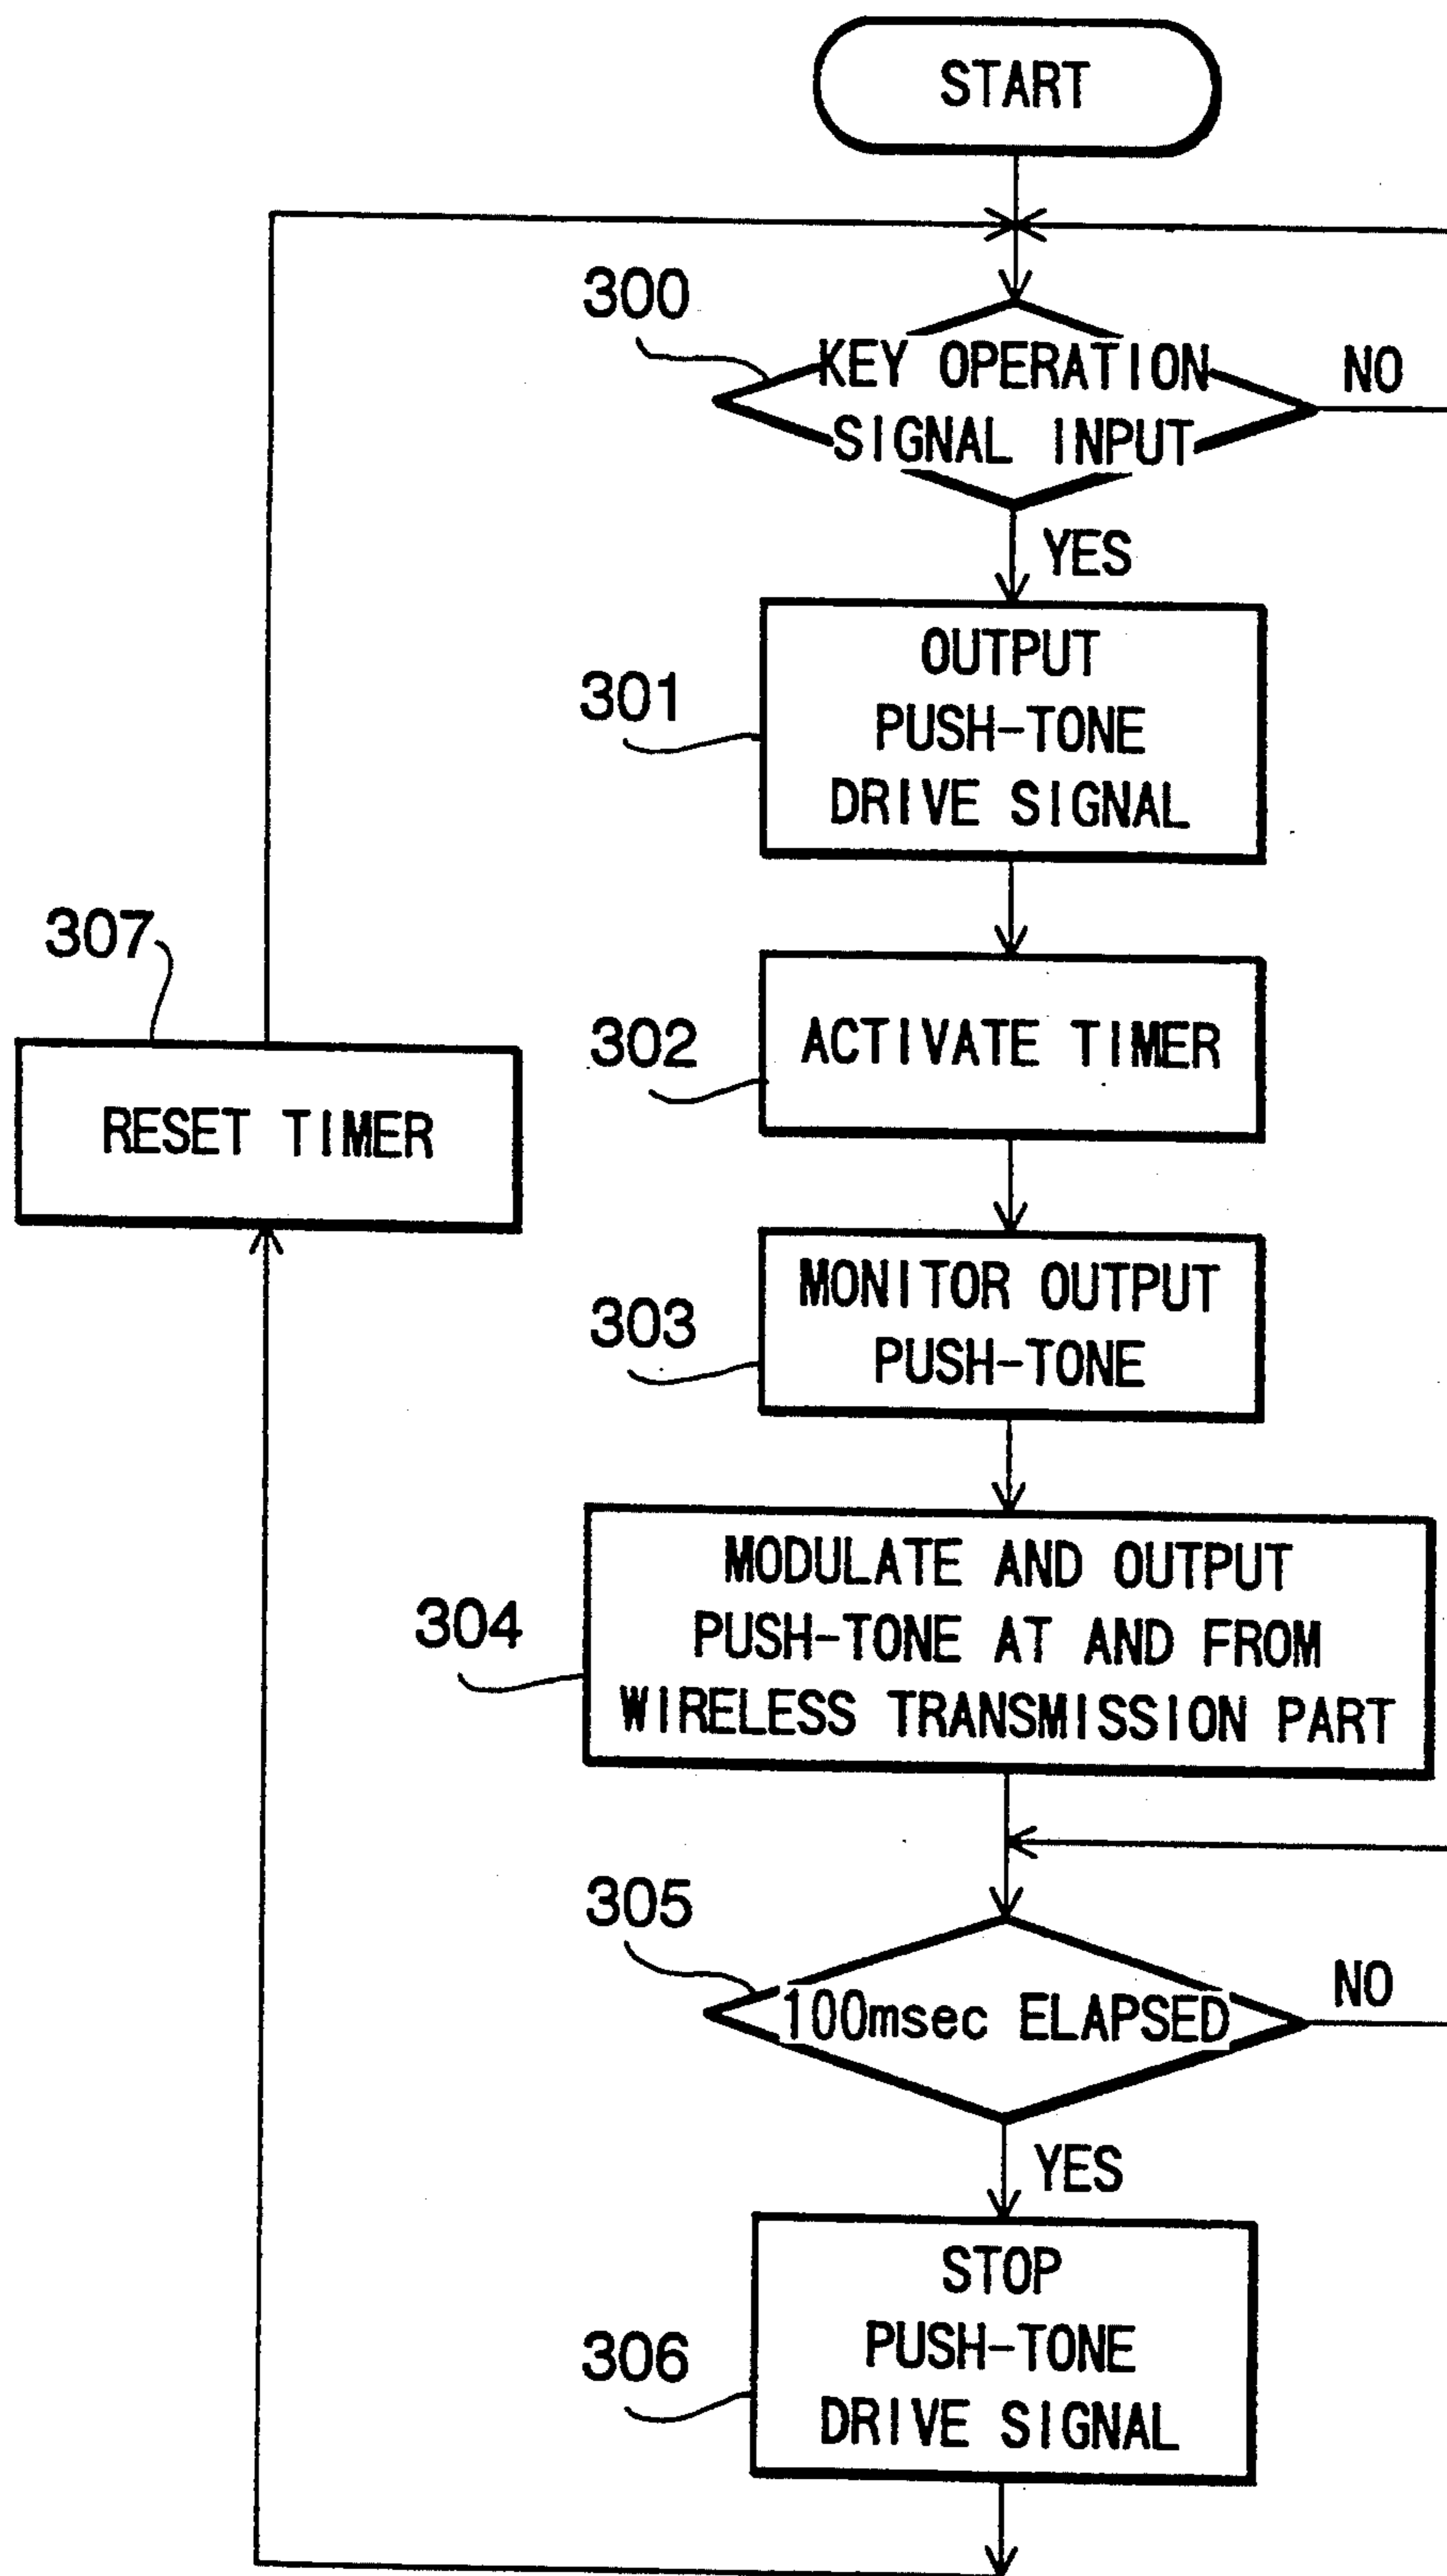 START
300
KEY OPERATION
SIGNAL INPUT
NO
YES
301
OUTPUT
PUSH-TONE
DRIVE SIGNAL
307
RESET TIMER
302
ACTIVATE TIMER
303
MONITOR OUTPUT
PUSH-TONE
304
MODULATE AND OUTPUT
PUSH-TONE AT AND FROM
WIRELESS TRANSMISSION PART
305
100msec ELAPSED
NO
YES
306
STOP
PUSH-TONE
DRIVE SIGNAL